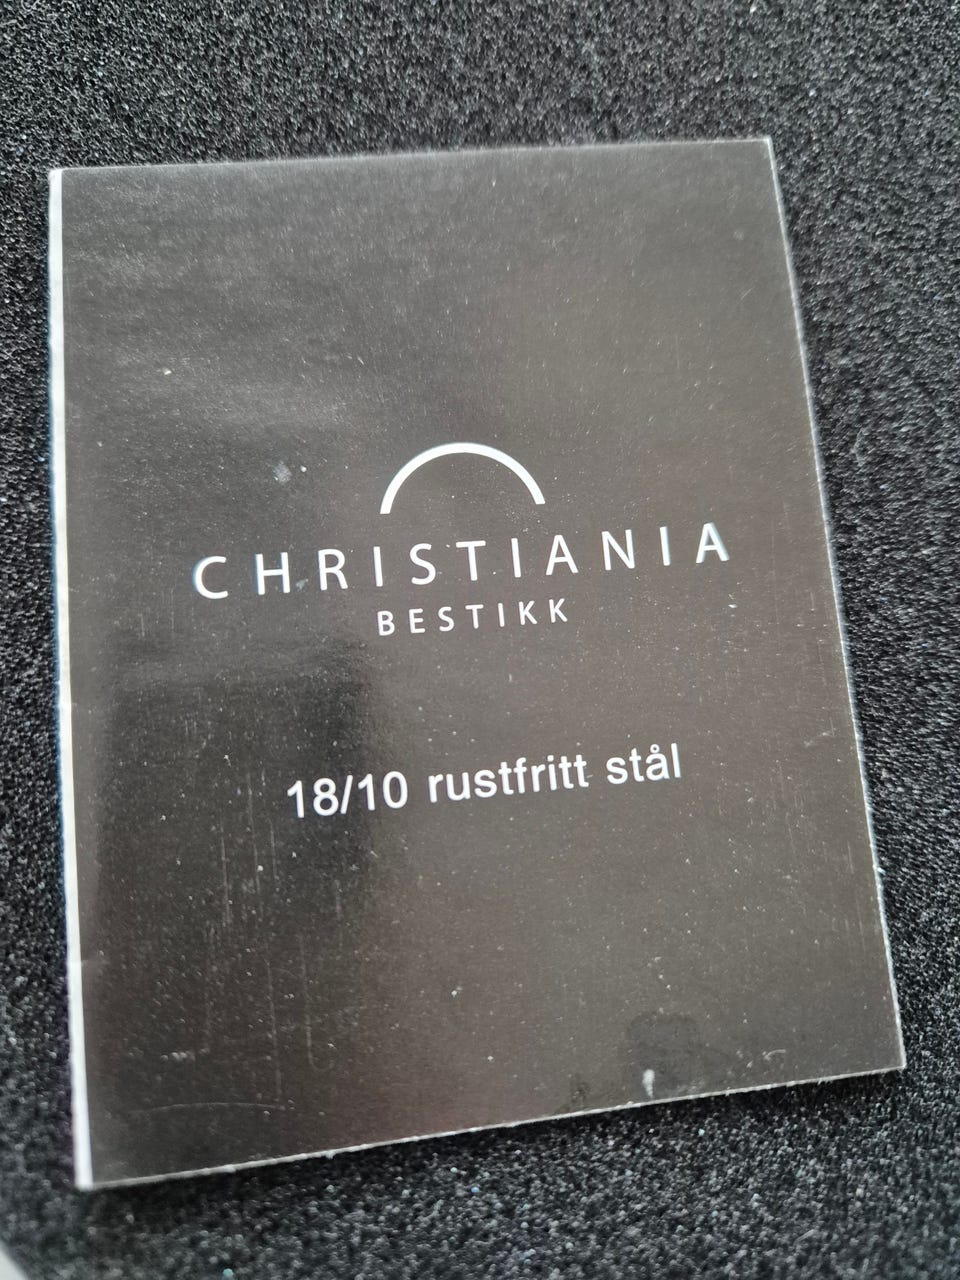 CHRISTIANIA
BESTIKK
18/10 rustfritt stål